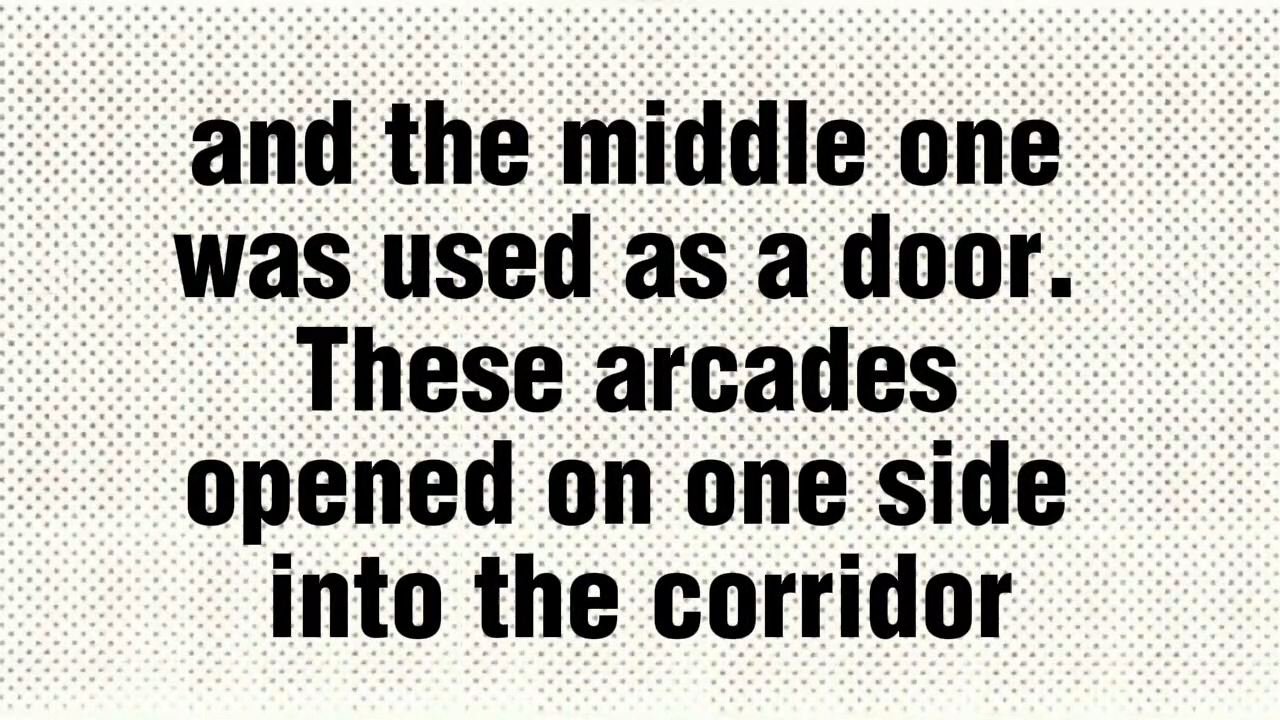 and the middle one
was used as a door.
These arcades
opened on one side
into the corridor